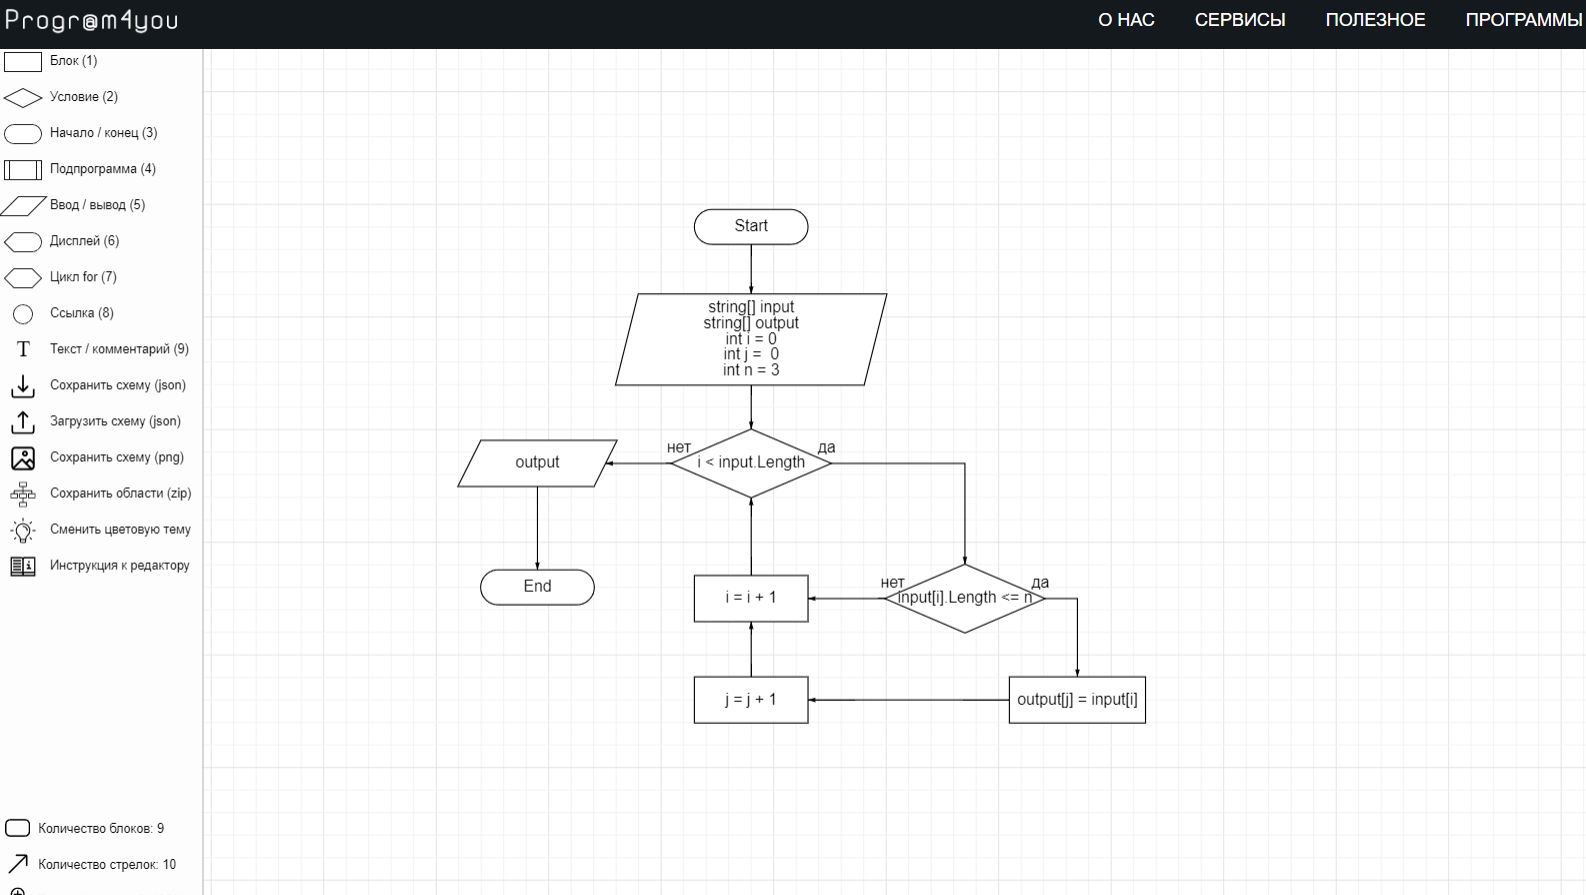 Progr@m4you
О НАС
СЕРВИСЫ
ПОЛЕЗНОЕ
ПРОГРАММЫ
Блок (1)
Условие (2)
Начало / конец (3)
Подпрограмма (4)
Ввод / вывод (5)
Дисплей (6)
Цикл for (7)
Ссылка (8)
T Текст / комментарий (9)
Сохранить схему (json)
Загрузить схему (json)
Сохранить схему (png)
Сохранить области (zip)
Сменить цветовую тему
Инструкция к редактору
Количество блоков: 9
Количество стрелок: 10
Start
string[] input
string[] output
int i = 0
int j = 0
int n = 3
нет
да
i < input.Length
output
End
нет
да
input[i].Length <= n
i = i + 1
j = j + 1
output[j] = input[i]